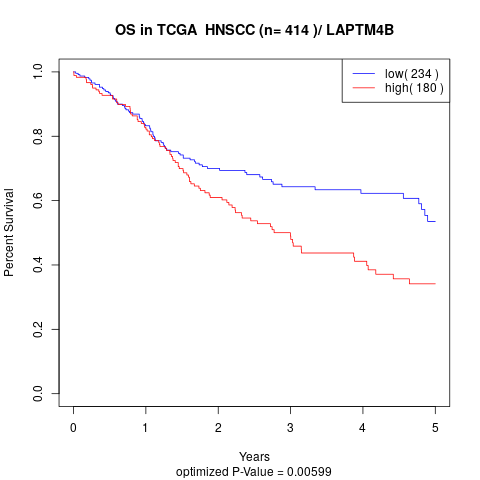 OS in TCGA  HNSCC (n= 414 )/ LAPTM4B
low( 234 )
high( 180 )
Percent Survival
1.0
0.8
0.6
0.4
0.2
0.0
0 1 2 3 4 5
Years
optimized P-Value = 0.00599